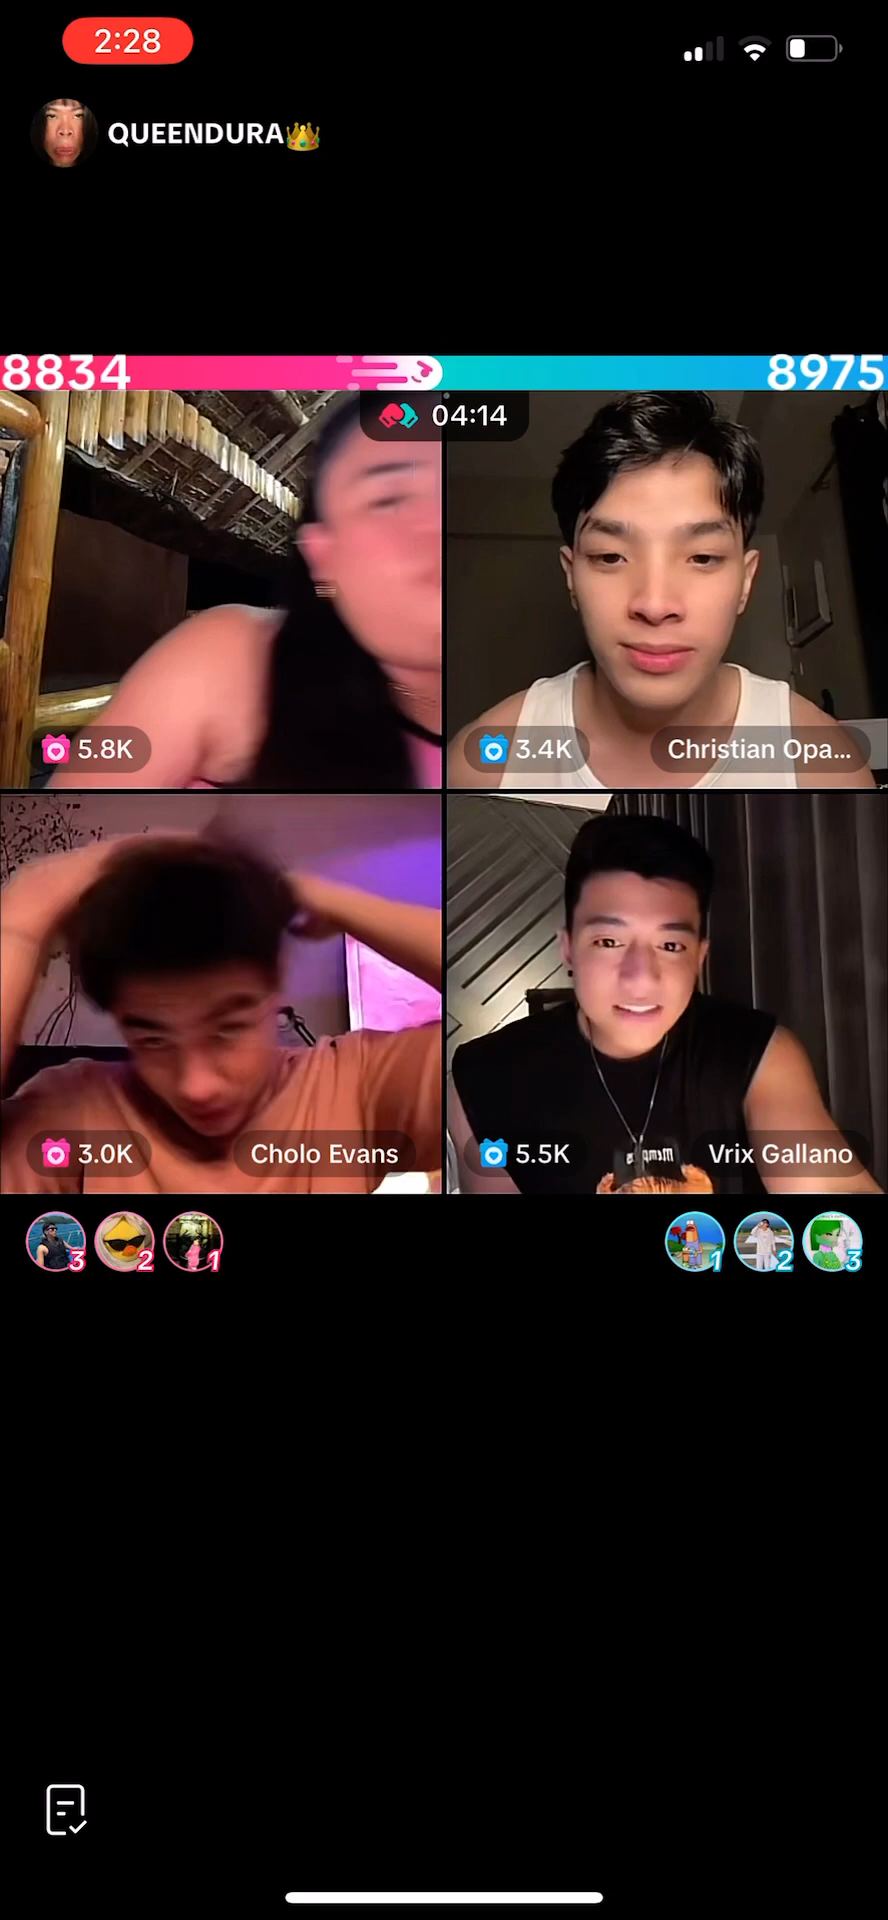 2:28
QUEENDURA👑
8834
8975
04:14
5.8K
3.4K
Christian Opa...
3.0K
Cholo Evans
5.5K
Vrix Gallano
3
2
1
1
2
3